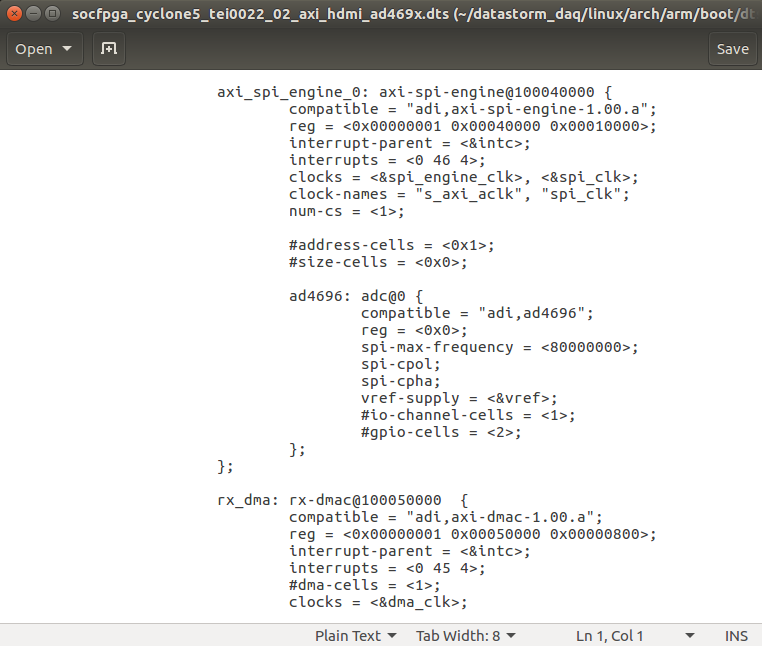 socfpga_cyclone5_tei0022_02_axi_hdmi_ad469x.dts (~/datastorm_daq/linux/arch/arm/boot/dt
Open
Save
axi_spi_engine_0: axi-spi-engine@100040000 {
compatible = "adi,axi-spi-engine-1.00.a";
reg = <0x00000001 0x00040000 0x00010000>;
interrupt-parent = <&intc>;
interrupts = <0 46 4>;
clocks = <&spi_engine_clk>, <&spi_clk>;
clock-names = "s_axi_aclk", "spi_clk";
num-cs = <1>;
#address-cells = <0x1>;
#size-cells = <0x0>;
ad4696: adc@0 {
compatible = "adi,ad4696";
reg = <0x0>;
spi-max-frequency = <80000000>;
spi-cpol;
spi-cpha;
vref-supply = <&vref>;
#io-channel-cells = <1>;
#gpio-cells = <2>;
};
};
rx_dma: rx-dmac@100050000  {
compatible = "adi,axi-dmac-1.00.a";
reg = <0x00000001 0x00050000 0x00000800>;
interrupt-parent = <&intc>;
interrupts = <0 45 4>;
#dma-cells = <1>;
clocks = <&dma_clk>;
Plain Text Tab Width: 8 Ln 1, Col 1 INS